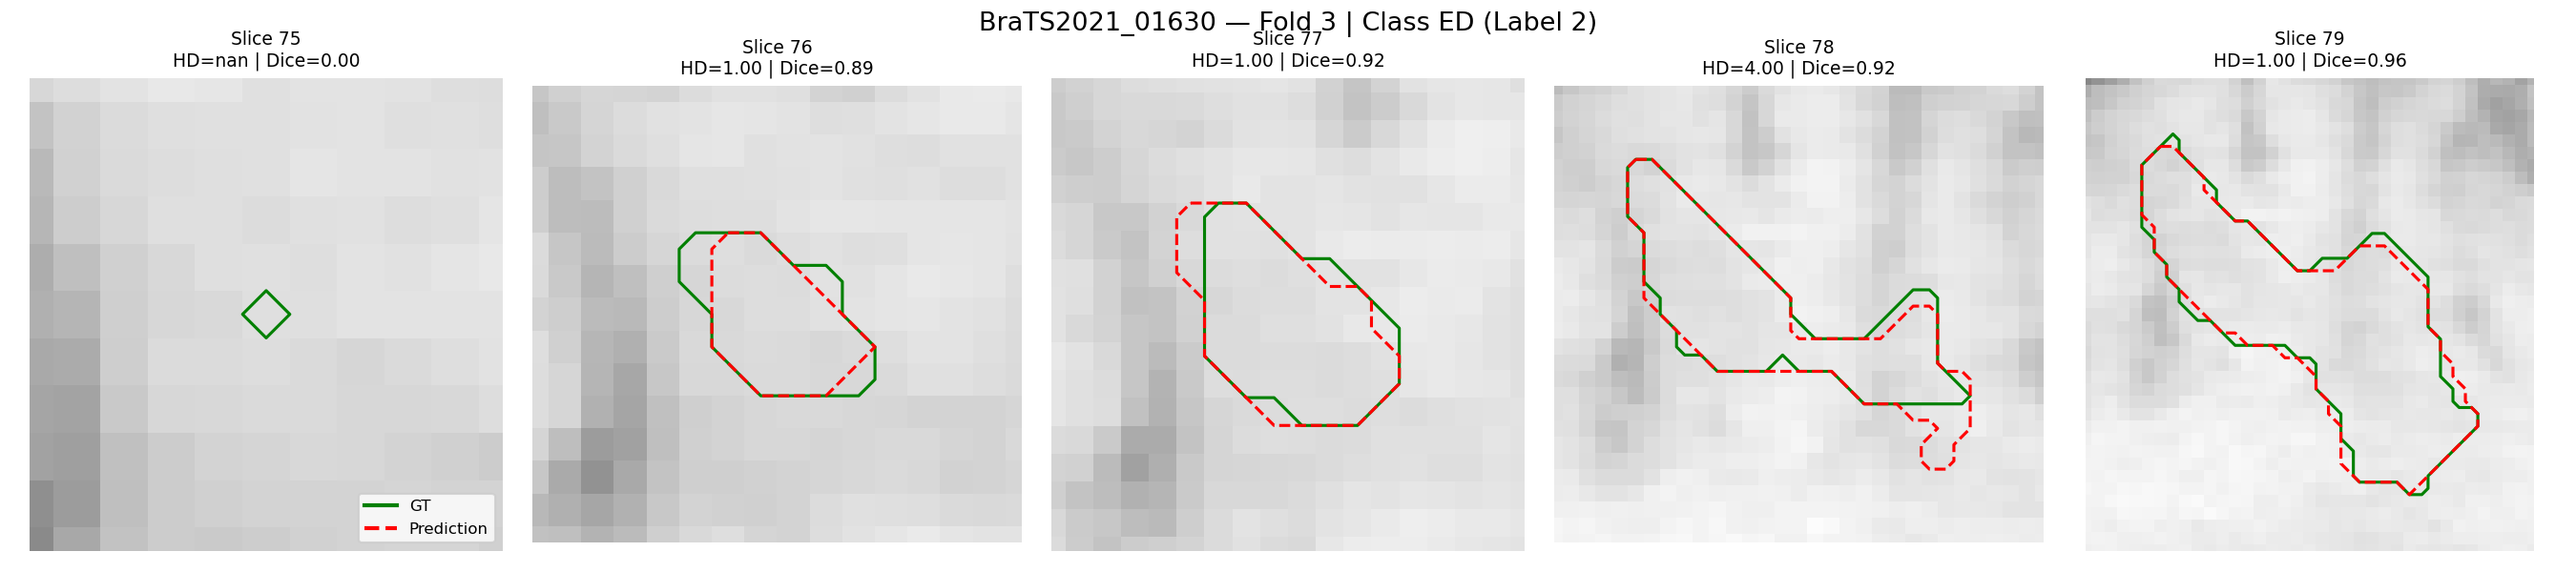 BraTS2021_01630 — Fold 3 | Class ED (Label 2)
Slice 75
HD=nan | Dice=0.00
Slice 76
HD=1.00 | Dice=0.89
Slice 77
HD=1.00 | Dice=0.92
Slice 78
HD=4.00 | Dice=0.92
Slice 79
HD=1.00 | Dice=0.96
GT
Prediction